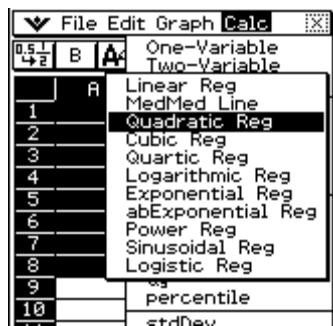 File Edit Graph Calc
B A
One-Variable
Two-Variable
A
Linear Reg
MedMed Line
Quadratic Reg
Cubic Reg
Quartic Reg
Logarithmic Reg
Exponential Reg
abExponential Reg
Power Reg
Sinusoidal Reg
Logistic Reg
1
2
3
4
5
6
7
8
9
10
percentile
stdDev